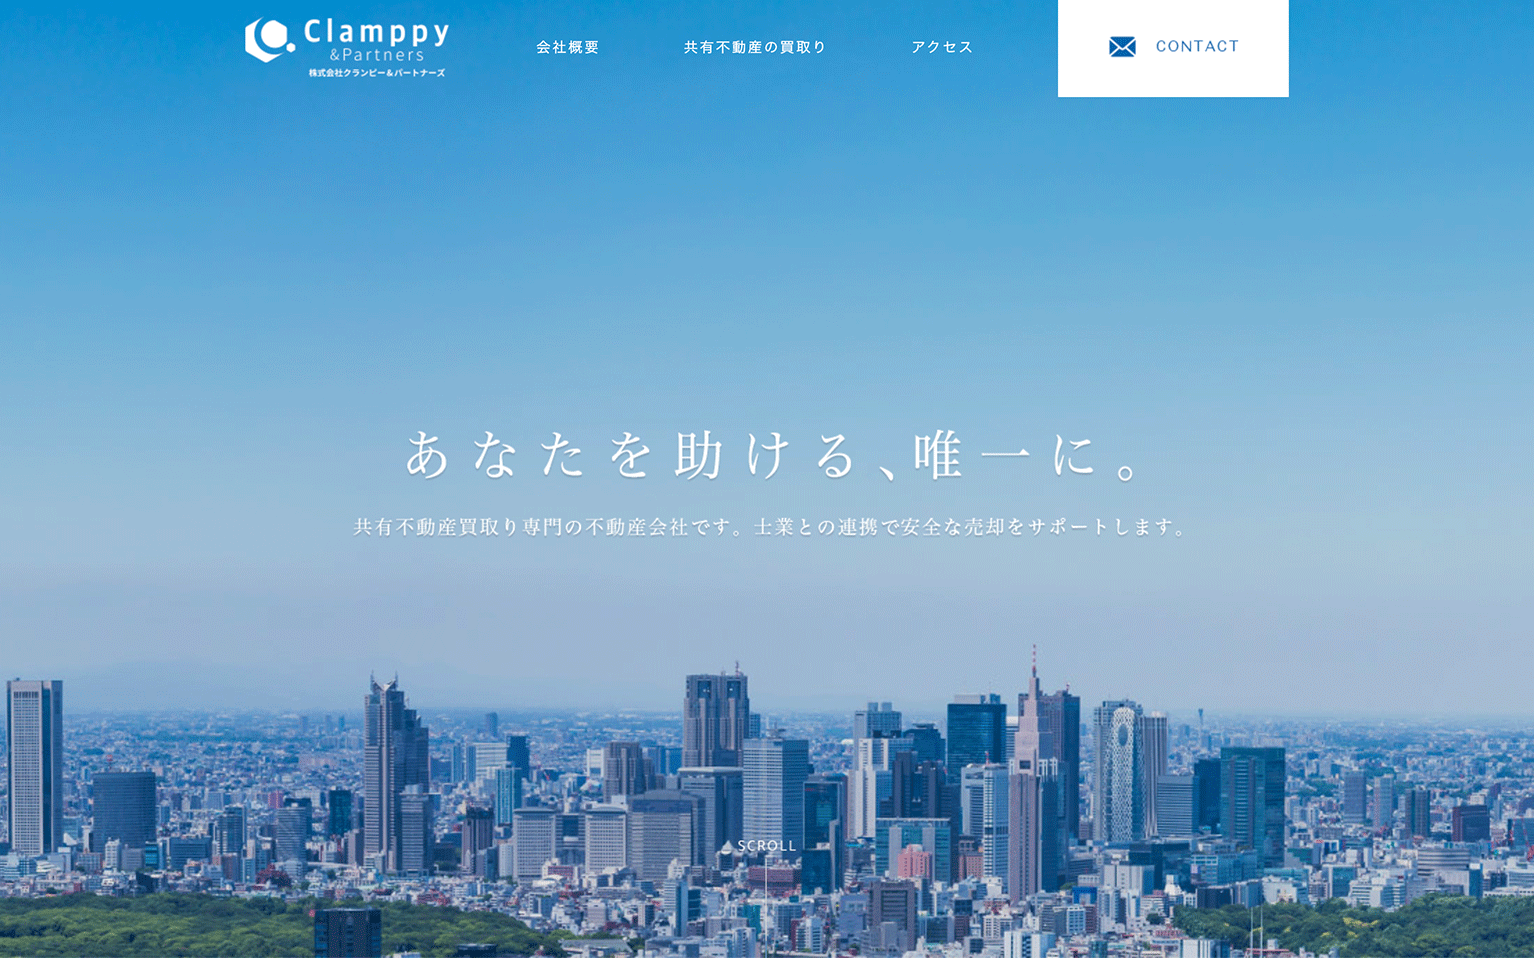 Clamppy
&Partners
株式会社クランピー&パートナーズ
会社概要
共有不動産の買取り
アクセス
CONTACT
あなたを助ける、唯一に。
共有不動産買取り専門の不動産会社です。士業との連携で安全な売却をサポートします。
SCROLL